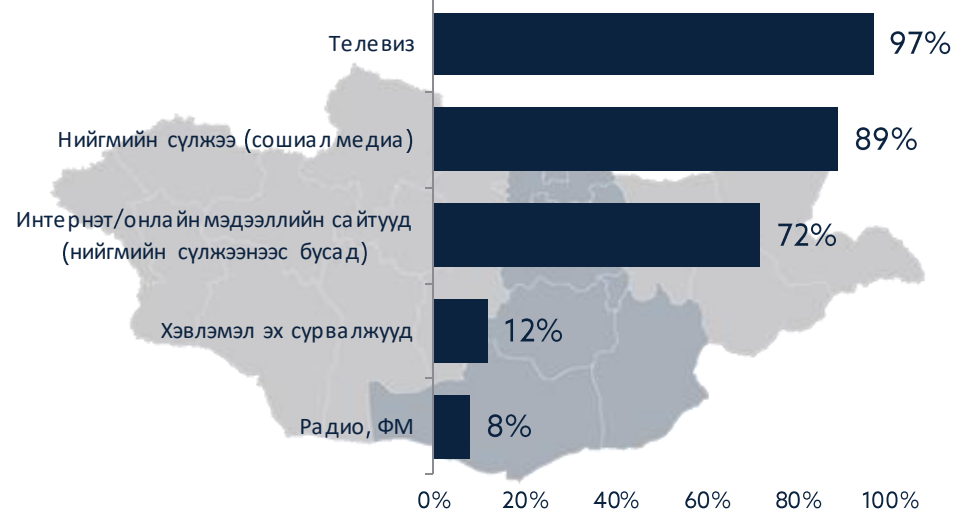 Телевиз
97%
Нийгмийн сүлжээ (сошиал медиа)
89%
Интернэт/онлайн мэдээллийн сайтууд
(нийгмийн сүлжээнээс бусад)
72%
Хэвлэмэл эх сурвалжууд
12%
Радио, ФМ
8%
0% 20% 40% 60% 80% 100%